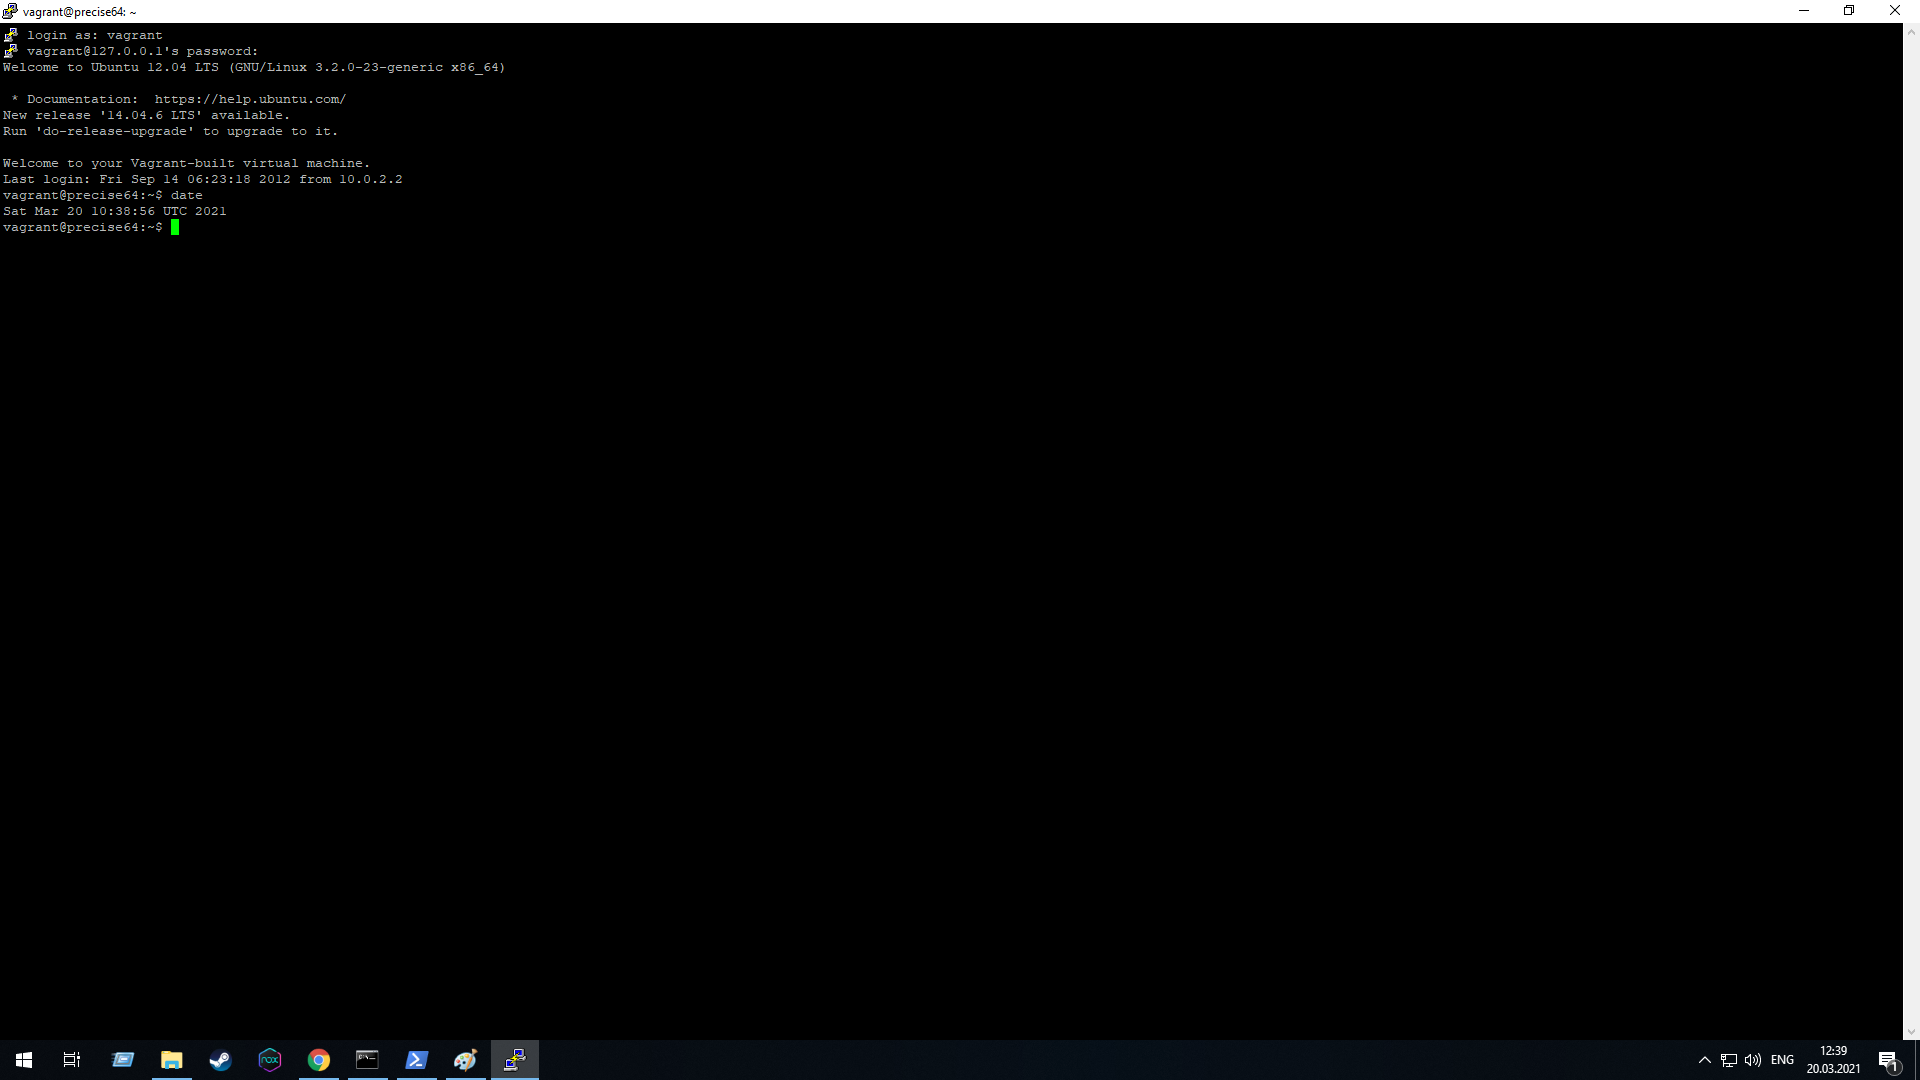 vagrant@precise64: ~
login as: vagrant
vagrant@127.0.0.1's password:
Welcome to Ubuntu 12.04 LTS (GNU/Linux 3.2.0-23-generic x86_64)
 * Documentation:  https://help.ubuntu.com/
New release '14.04.6 LTS' available.
Run 'do-release-upgrade' to upgrade to it.
Welcome to your Vagrant-built virtual machine.
Last login: Fri Sep 14 06:23:18 2012 from 10.0.2.2
vagrant@precise64:~$ date
Sat Mar 20 10:38:56 UTC 2021
vagrant@precise64:~$
nox
ENG
12:39
20.03.2021
1